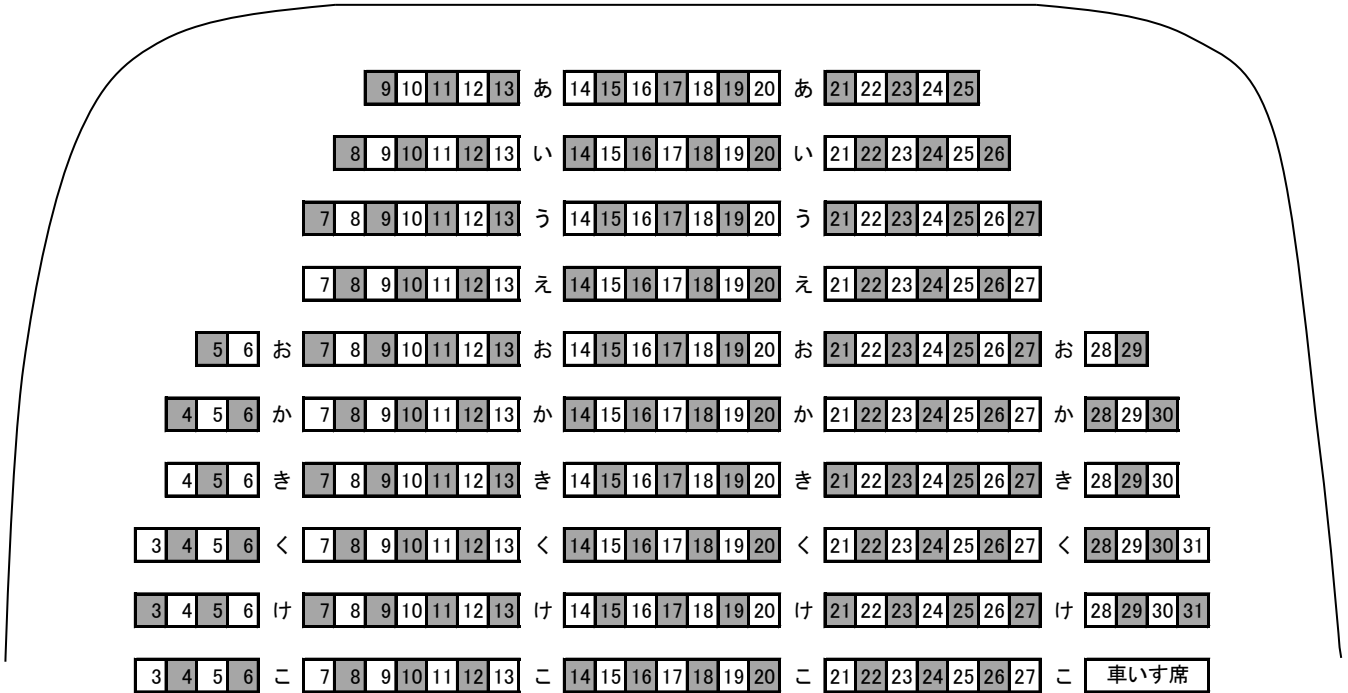 9 10 11 12 13 あ 14 15 16 17 18 19 20 あ 21 22 23 24 25
8 9 10 11 12 13 い 14 15 16 17 18 19 20 い 21 22 23 24 25 26
7 8 9 10 11 12 13 う 14 15 16 17 18 19 20 う 21 22 23 24 25 26 27
7 8 9 10 11 12 13 え 14 15 16 17 18 19 20 え 21 22 23 24 25 26 27
5 6 お 7 8 9 10 11 12 13 お 14 15 16 17 18 19 20 お 21 22 23 24 25 26 27 お 28 29
4 5 6 か 7 8 9 10 11 12 13 か 14 15 16 17 18 19 20 か 21 22 23 24 25 26 27 か 28 29 30
4 5 6 き 7 8 9 10 11 12 13 き 14 15 16 17 18 19 20 き 21 22 23 24 25 26 27 き 28 29 30
3 4 5 6 く 7 8 9 10 11 12 13 く 14 15 16 17 18 19 20 く 21 22 23 24 25 26 27 く 28 29 30 31
3 4 5 6 け 7 8 9 10 11 12 13 け 14 15 16 17 18 19 20 け 21 22 23 24 25 26 27 け 28 29 30 31
3 4 5 6 こ 7 8 9 10 11 12 13 こ 14 15 16 17 18 19 20 こ 21 22 23 24 25 26 27 こ 車いす席